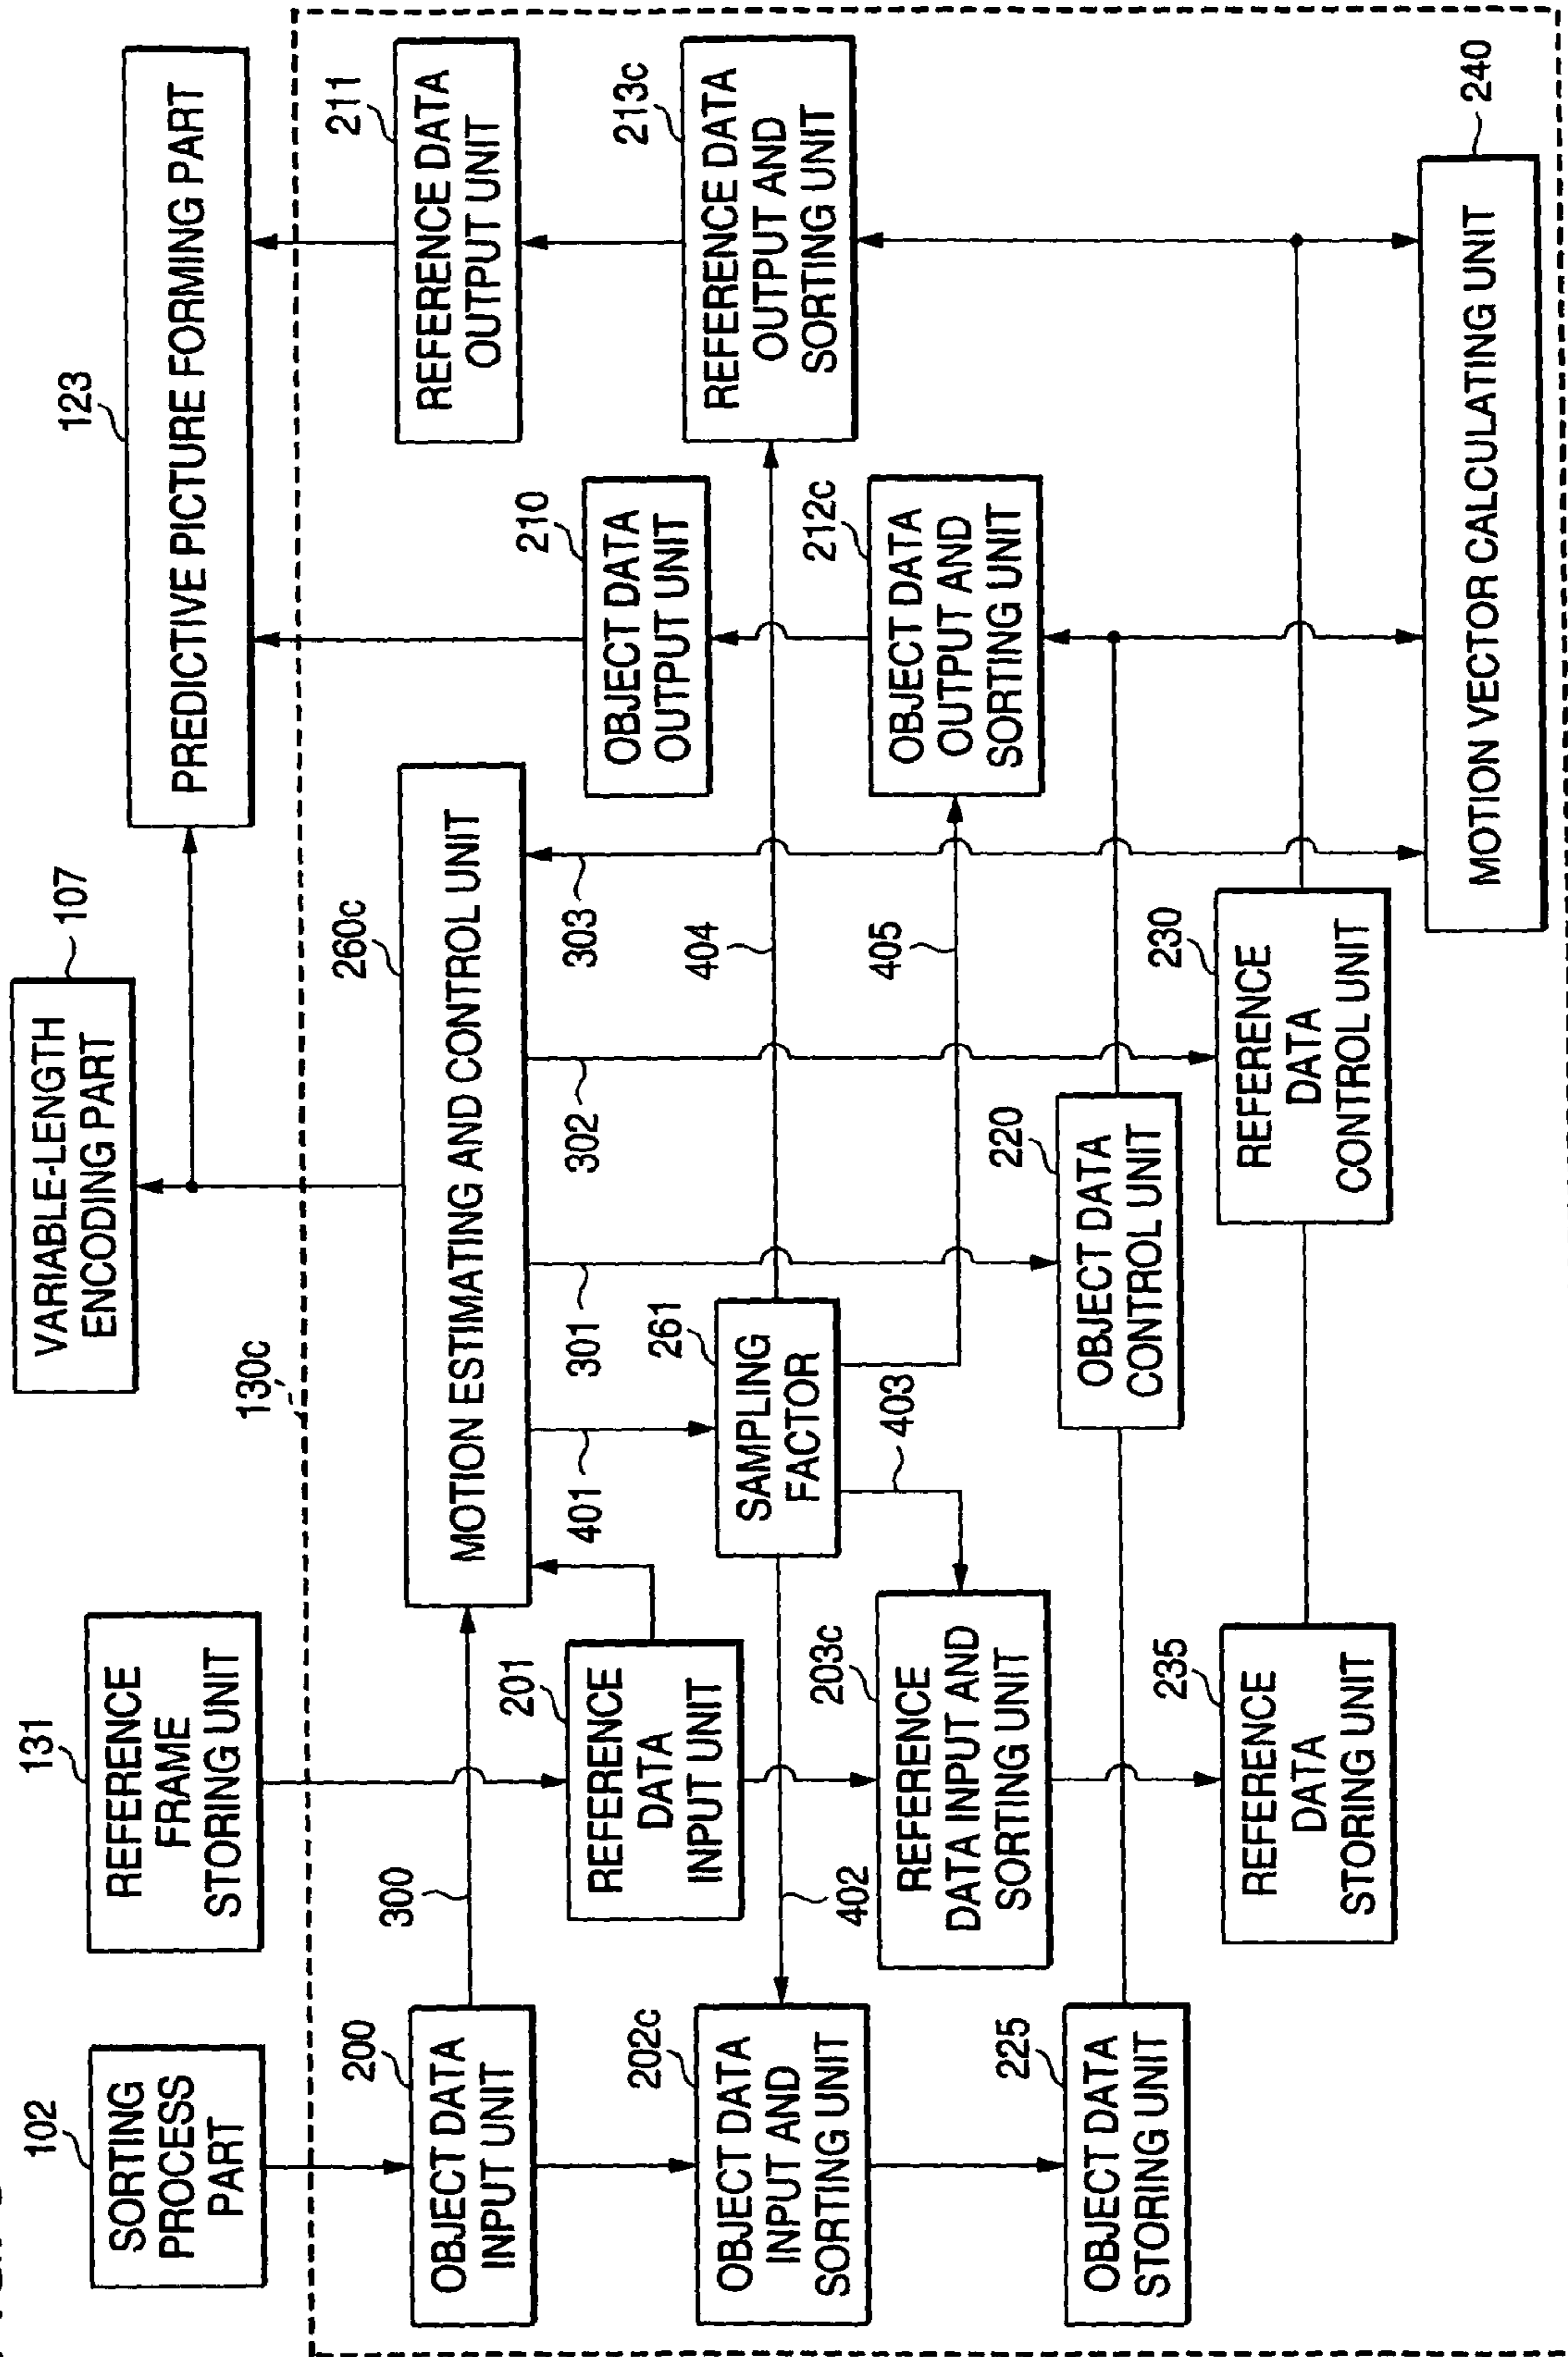 102
SORTING
PROCESS
PART
131
REFERENCE
FRAME
STORING UNIT
VARIABLE-LENGTH
ENCODING PART
107
123
PREDICTIVE PICTURE FORMING PART
130c
200
OBJECT DATA
INPUT UNIT
300
260c
MOTION ESTIMATING AND CONTROL UNIT
211
REFERENCE DATA
OUTPUT UNIT
201
REFERENCE
DATA
INPUT UNIT
401
301
302
303
210
OBJECT DATA
OUTPUT UNIT
202c
OBJECT DATA
INPUT AND
SORTING UNIT
402
261
SAMPLING
FACTOR
404
213c
REFERENCE DATA
OUTPUT AND
SORTING UNIT
203c
REFERENCE
DATA INPUT AND
SORTING UNIT
403
405
212c
OBJECT DATA
OUTPUT AND
SORTING UNIT
225
OBJECT DATA
STORING UNIT
220
OBJECT DATA
CONTROL UNIT
235
REFERENCE
DATA
STORING UNIT
230
REFERENCE
DATA
CONTROL UNIT
240
MOTION VECTOR CALCULATING UNIT